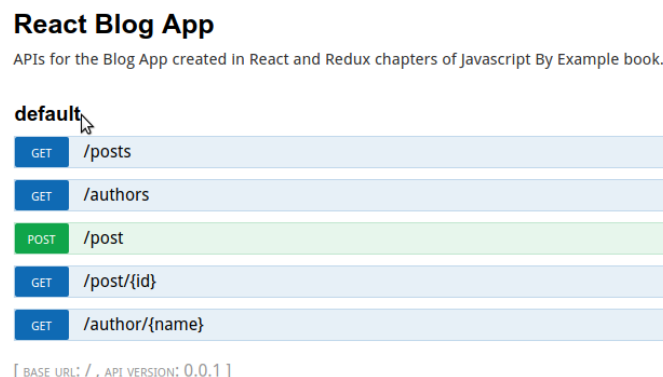 React Blog App
APIs for the Blog App created in React and Redux chapters of Javascript By Example book.
default
GET /posts
GET /authors
POST /post
GET /post/{id}
GET /author/{name}
[ BASE URL: / , API VERSION: 0.0.1 ]